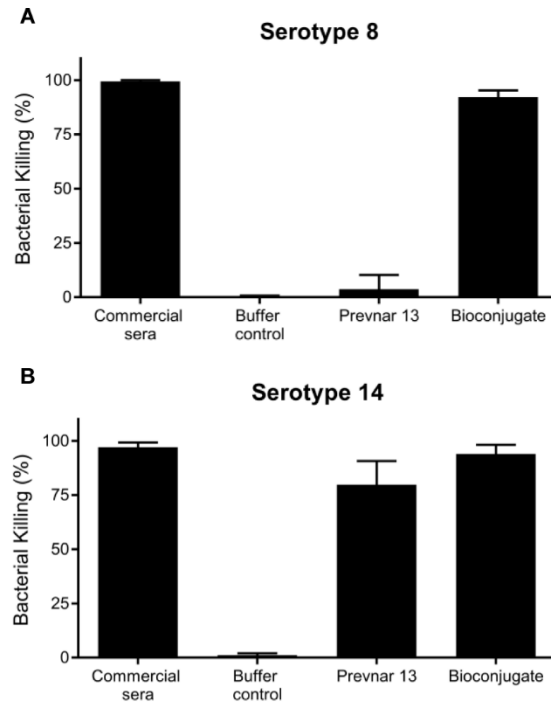 A
Serotype 8
Bacterial Killing (%)
100
75
50
25
0
Commercial
sera
Buffer
control
Prevnar 13
Bioconjugate
B
Serotype 14
Bacterial Killing (%)
100
75
50
25
0
Commercial
sera
Buffer
control
Prevnar 13
Bioconjugate